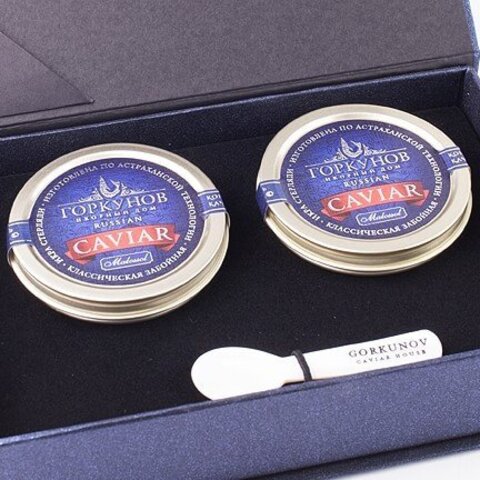 • ИКРА СТЕРЛЯДИ • ИЗГОТОВЛЕНА ПО АСТРАХАНСКОЙ ТЕХНОЛОГИИ •
ГОРКУНОВ
ИКОРНЫЙ ДОМ
RUSSIAN
CAVIAR
Malossol
КЛАССИЧЕСКАЯ ЗАБОЙНАЯ
• ИКРА СТЕРЛЯДИ • ИЗГОТОВЛЕНА ПО АСТРАХАНСКОЙ ТЕХНОЛОГИИ •
ГОРКУНОВ
ИКОРНЫЙ ДОМ
RUSSIAN
CAVIAR
Malossol
КЛАССИЧЕСКАЯ ЗАБОЙНАЯ
GORKUNOV
CAVIAR HOUSE